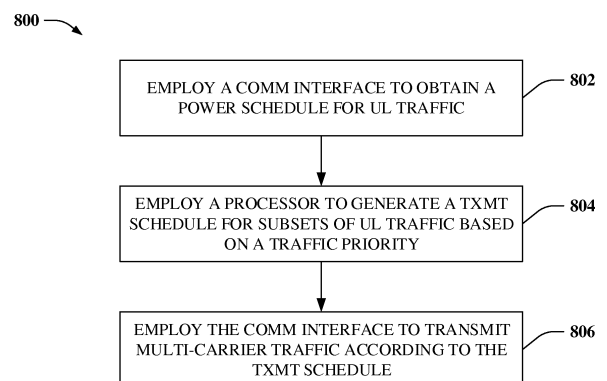 800
EMPLOY A COMM INTERFACE TO OBTAIN A
POWER SCHEDULE FOR UL TRAFFIC
802
EMPLOY A PROCESSOR TO GENERATE A TXMT
SCHEDULE FOR SUBSETS OF UL TRAFFIC BASED
ON A TRAFFIC PRIORITY
804
EMPLOY THE COMM INTERFACE TO TRANSMIT
MULTI-CARRIER TRAFFIC ACCORDING TO THE
TXMT SCHEDULE
806